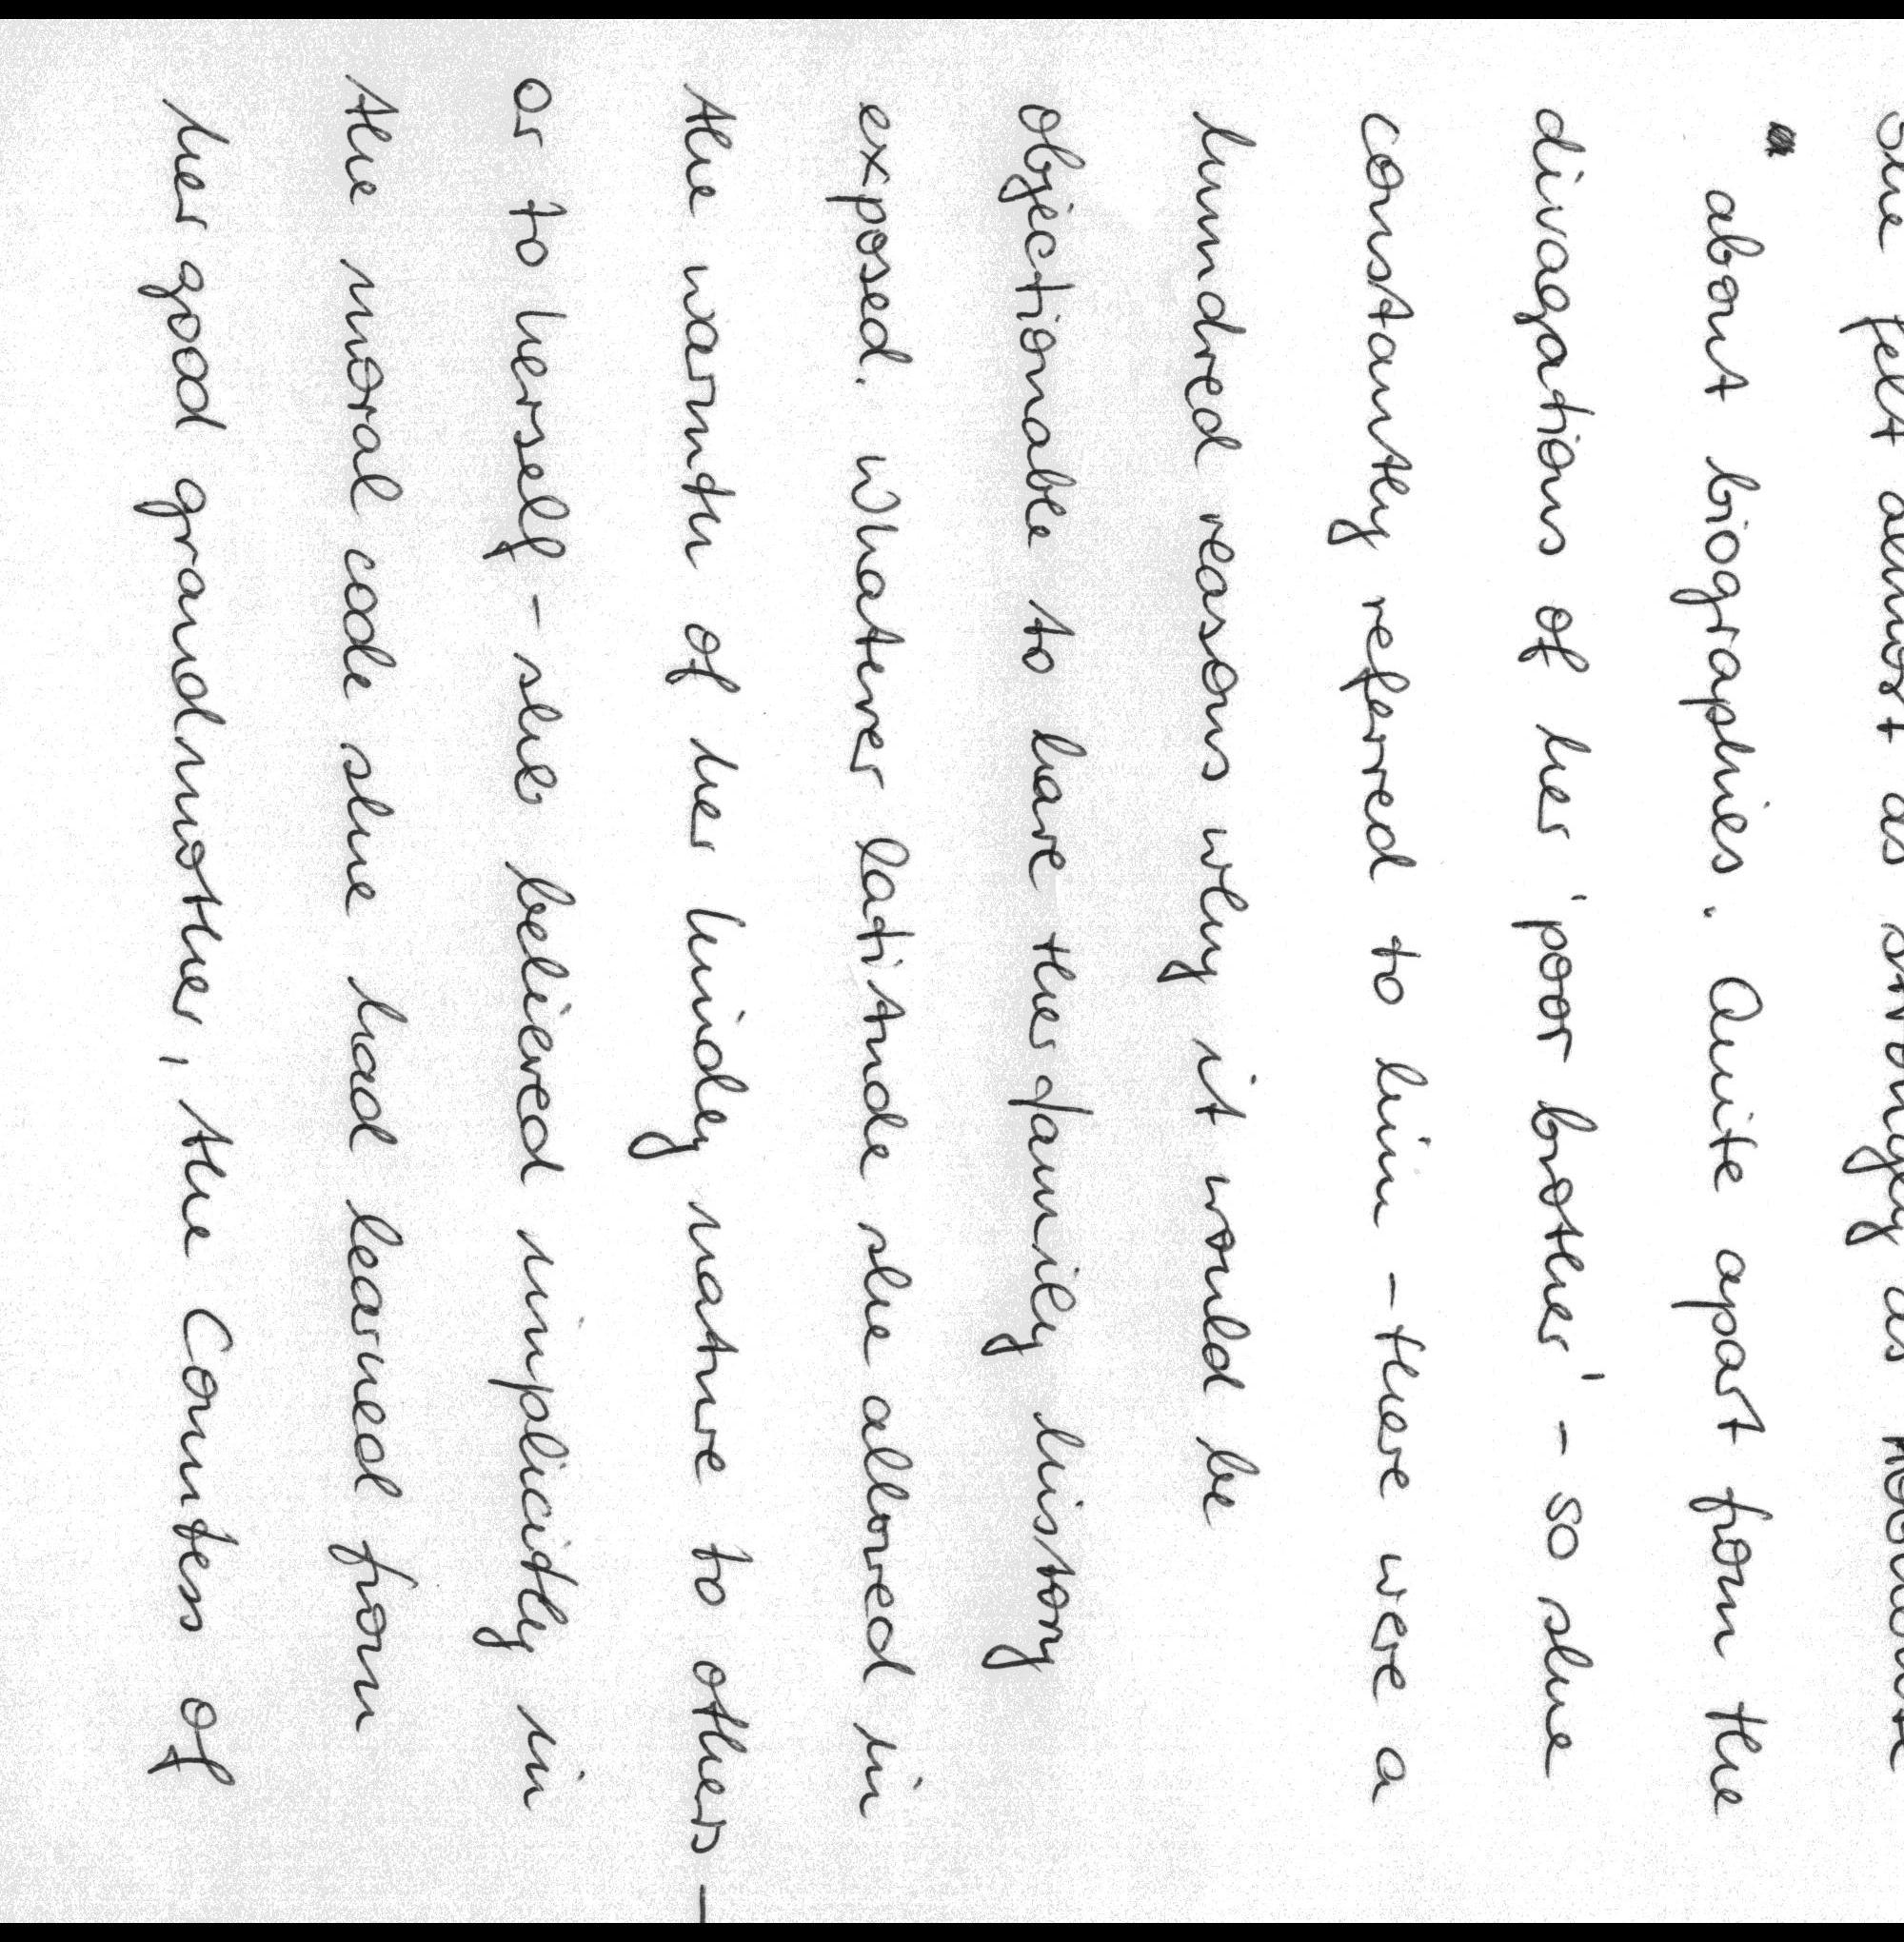 She felt almost as strongly as
about biographies. Quite apart from the
divagations of her 'poor brother' - so she
constantly referred to him - there were a
hundred reasons why it would be
objectionable to have the family history
exposed. Whatever latitude she allowed in
the warmth of her kindly nature to others -
or to herself - she believed implicitly in
the moral code she had learned from
her good grandmother, the Countess of